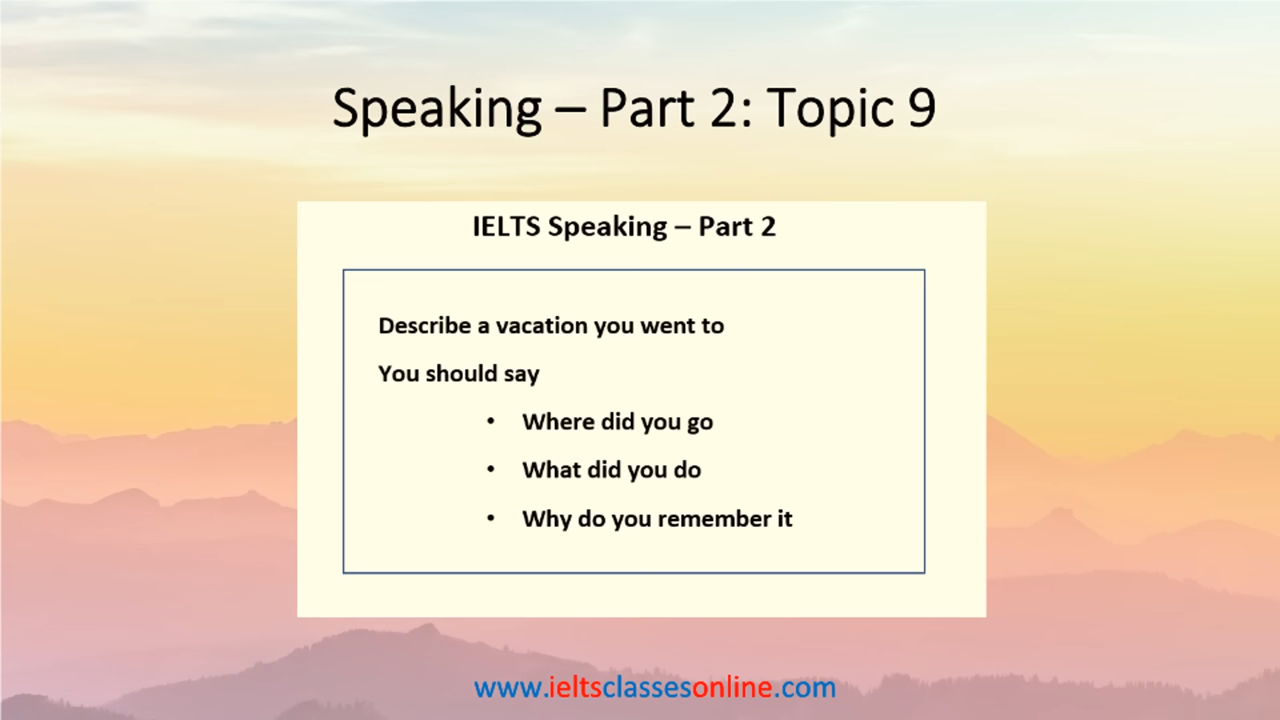 Speaking – Part 2: Topic 9
IELTS Speaking – Part 2
Describe a vacation you went to
You should say
• Where did you go
• What did you do
• Why do you remember it
www.ieltsclassesonline.com